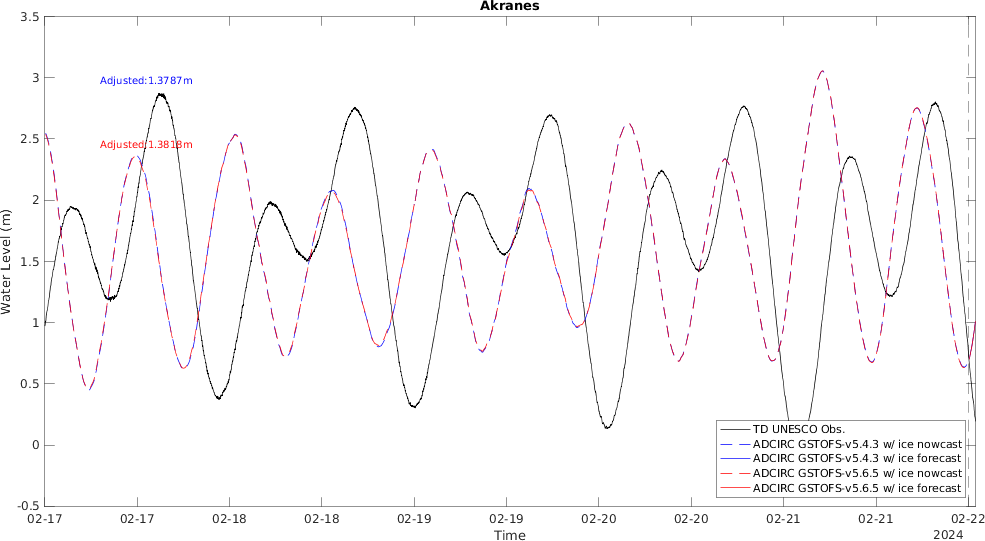 Akranes
3.5
3
2.5
2
1.5
1
0.5
0
-0.5
Water Level (m)
Adjusted:1.3787m
Adjusted:1.3818m
TD UNESCO Obs.
ADCIRC GSTOFS-v5.4.3 w/ ice nowcast
ADCIRC GSTOFS-v5.4.3 w/ ice forecast
ADCIRC GSTOFS-v5.6.5 w/ ice nowcast
ADCIRC GSTOFS-v5.6.5 w/ ice forecast
02-17 02-17 02-18 02-18 02-19 02-19 02-20 02-20 02-21 02-21 02-22
Time
2024